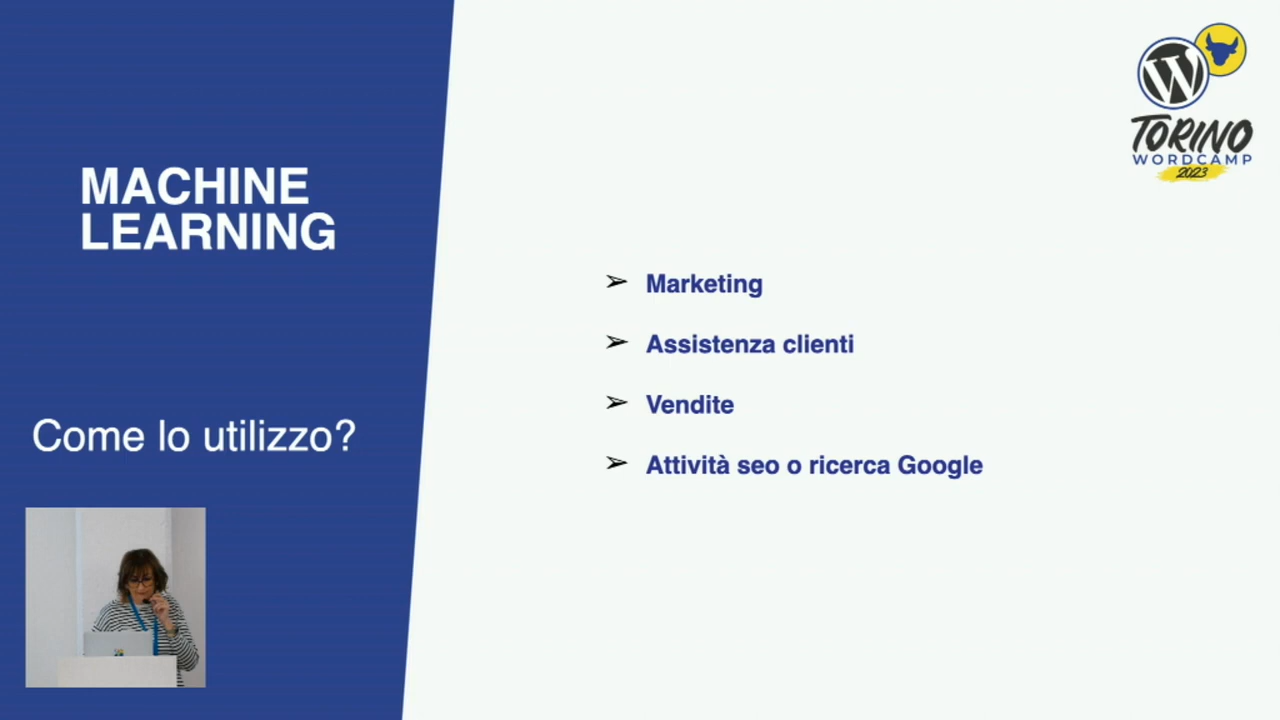 MACHINE
LEARNING
Come lo utilizzo?
➢ Marketing
➢ Assistenza clienti
➢ Vendite
➢ Attività seo o ricerca Google
TORINO
WORDCAMP
2023